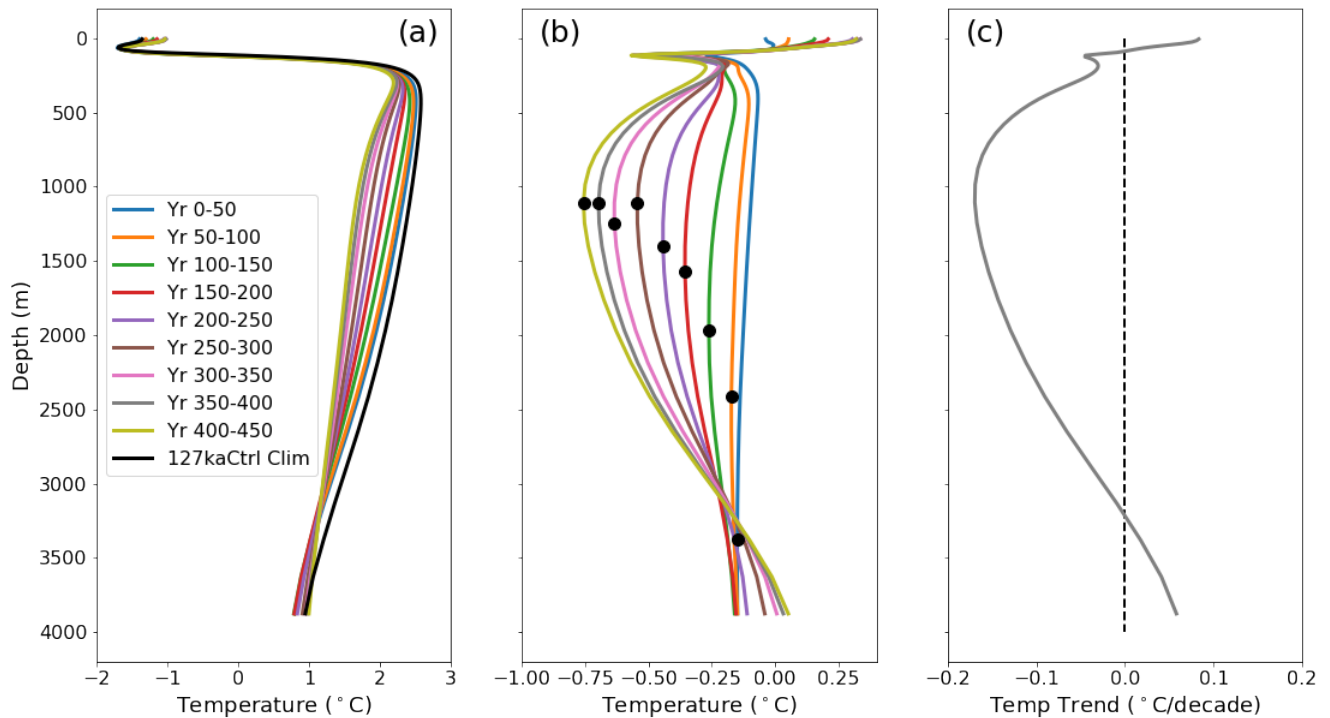 (a)
(b)
(c)
0
500
1000
1500
2000
2500
3000
3500
4000
Depth (m)
Yr 0-50
Yr 50-100
Yr 100-150
Yr 150-200
Yr 200-250
Yr 250-300
Yr 300-350
Yr 350-400
Yr 400-450
127kaCtrl Clim
−2 −1 0 1 2 3
Temperature (°C)
−1.00 −0.75 −0.50 −0.25 0.00 0.25
Temperature (°C)
−0.2 −0.1 0.0 0.1 0.2
Temp Trend (°C/decade)